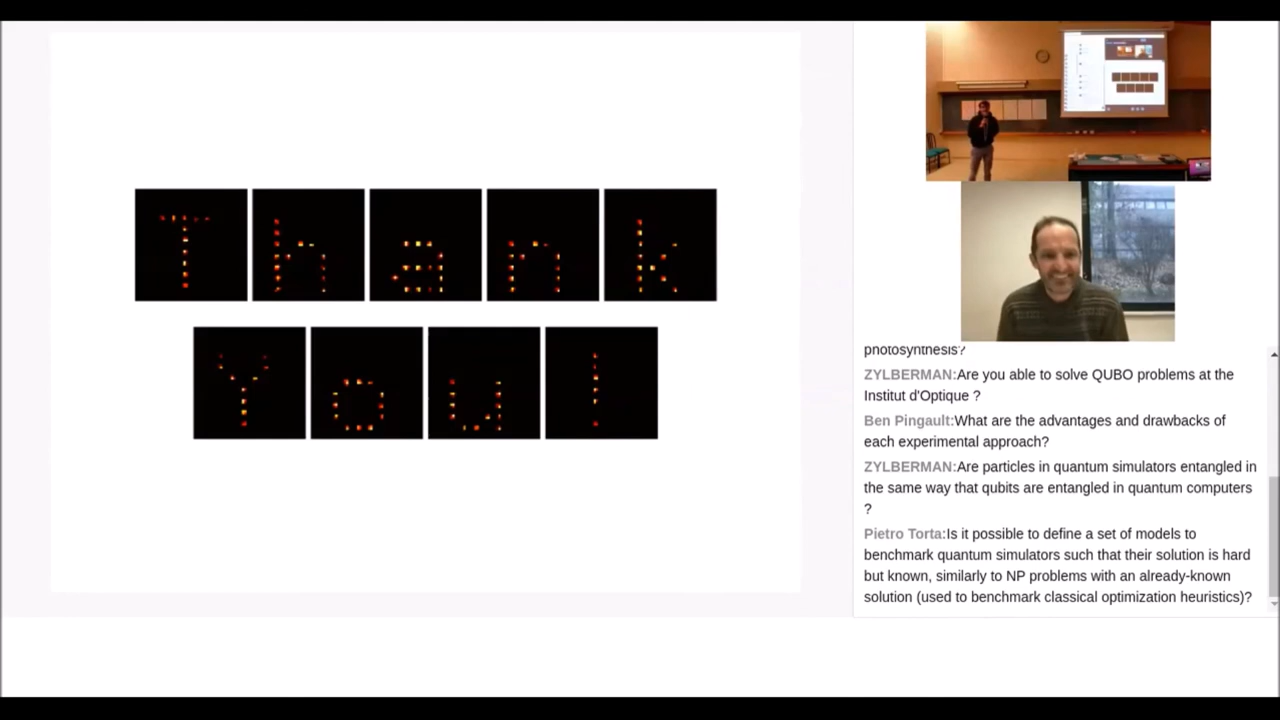 Thank
You!
photosynthesis?
ZYLBERMAN:Are you able to solve QUBO problems at the
Institut d'Optique ?
Ben Pingault:What are the advantages and drawbacks of
each experimental approach?
ZYLBERMAN:Are particles in quantum simulators entangled in
the same way that qubits are entangled in quantum computers
?
Pietro Torta:Is it possible to define a set of models to
benchmark quantum simulators such that their solution is hard
but known, similarly to NP problems with an already-known
solution (used to benchmark classical optimization heuristics)?